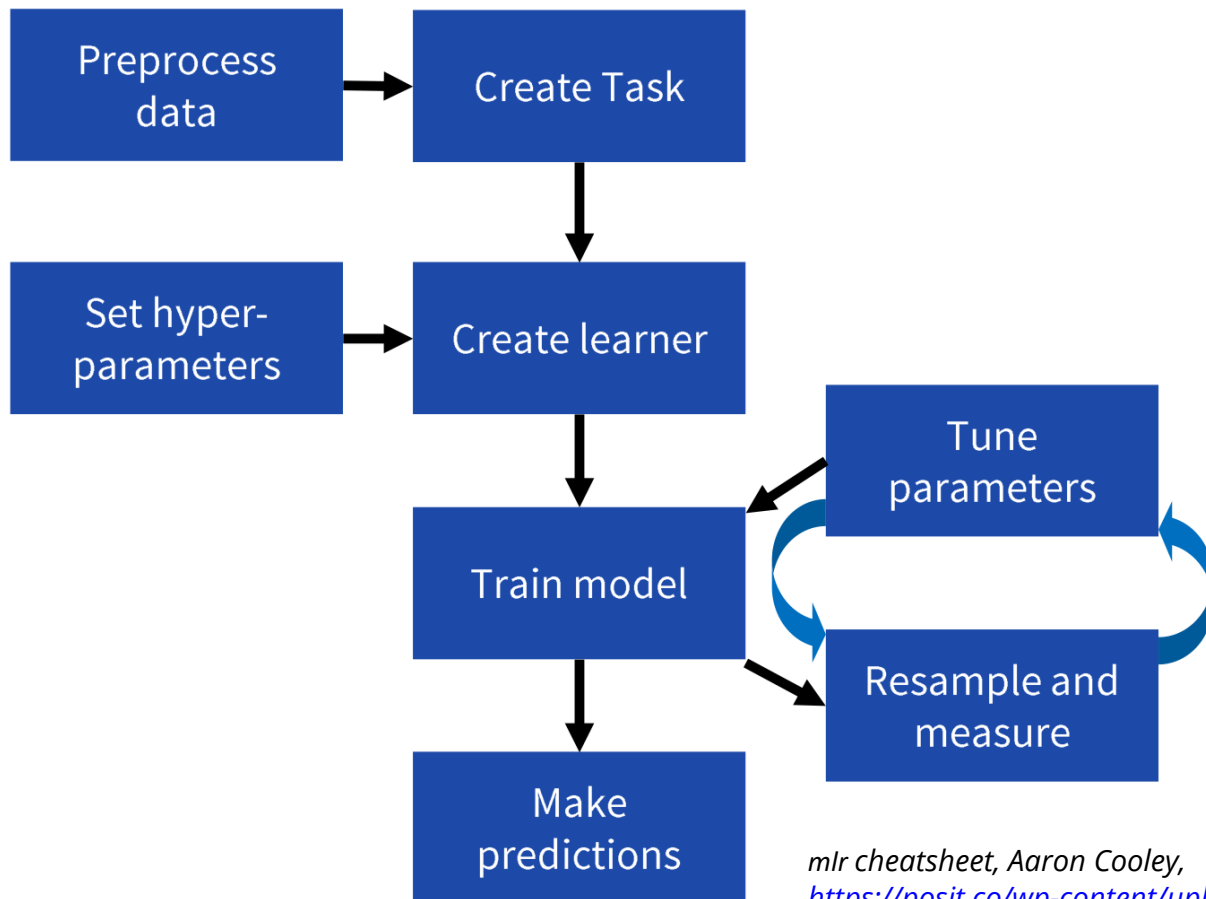 Preprocess
data
Create Task
Set hyper-
parameters
Create learner
Tune
parameters
Train model
Resample and
measure
Make
predictions
mlr cheatsheet, Aaron Cooley,